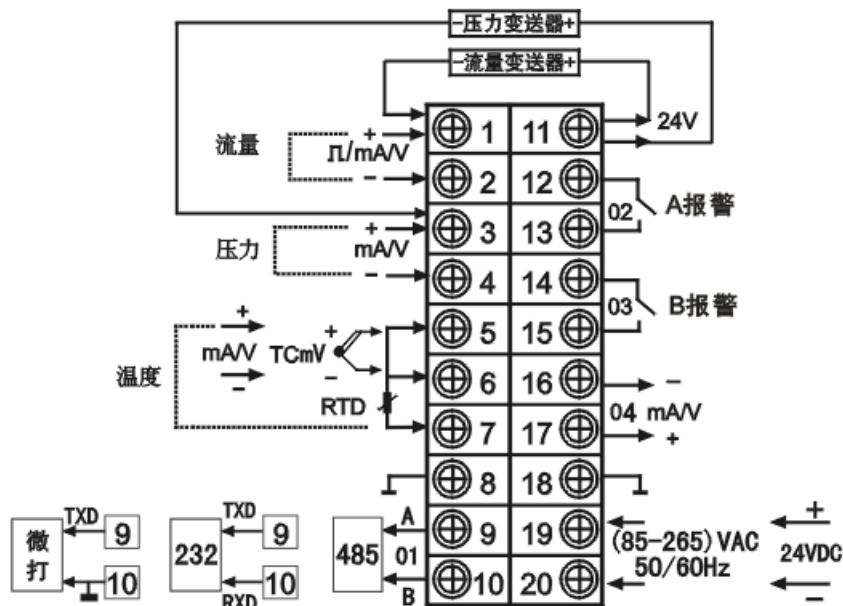 -压力变送器+
-流量变送器+
流量
+
⎍/mA/V
-
1
11
24V
2
12
02
A报警
压力
+
mA/V
-
3
13
4
14
03
B报警
温度
+
mA/V
-
TCmV
+
-
RTD
5
15
6
16
-
04 mA/V
7
17
+
8
18
微打
TXD
9
10
232
TXD
9
RXD
10
485
A
01
B
9
19
10
20
(85-265)VAC
50/60Hz
+
24VDC
-